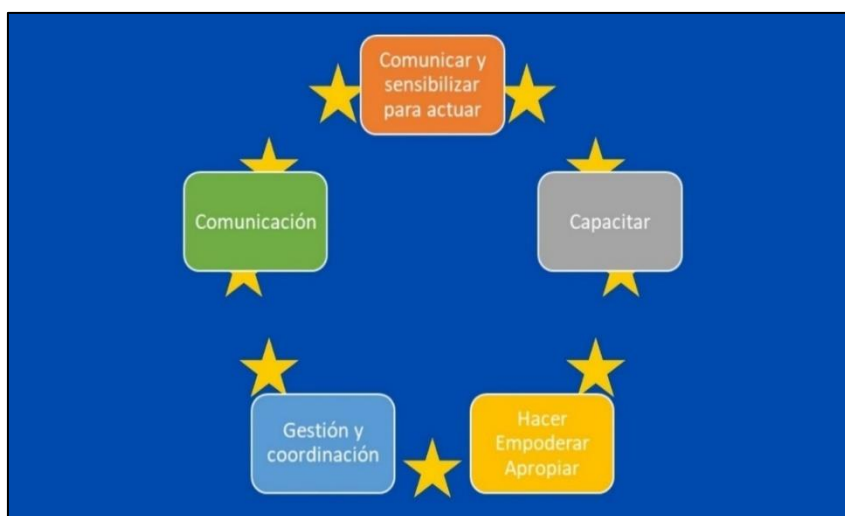 Comunicar y
sensibilizar
para actuar
Comunicación
Capacitar
Gestión y
coordinación
Hacer
Empoderar
Apropiar